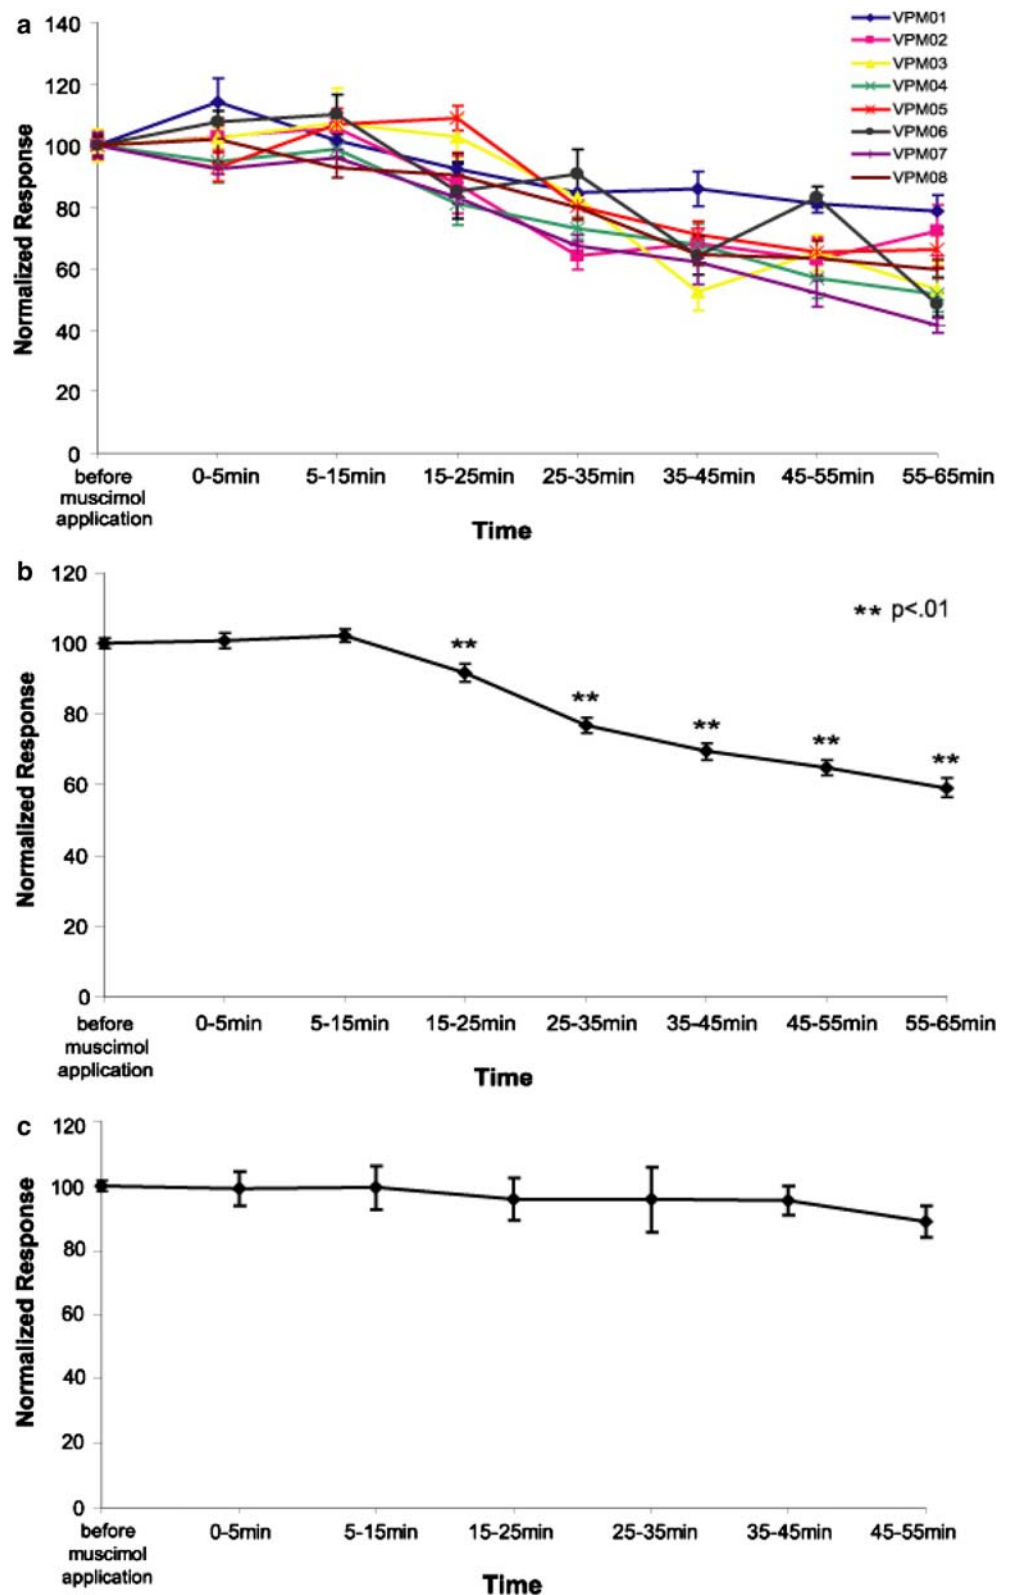 a
140
120
100
80
60
40
20
0
Normalized Response
VPM01
VPM02
VPM03
VPM04
VPM05
VPM06
VPM07
VPM08
before muscimol application
0-5min
5-15min
15-25min
25-35min
35-45min
45-55min
55-65min
Time
b
120
100
80
60
40
20
0
Normalized Response
** p<.01
**
**
**
**
**
before muscimol application
0-5min
5-15min
15-25min
25-35min
35-45min
45-55min
55-65min
Time
c
120
100
80
60
40
20
0
Normalized Response
before muscimol application
0-5min
5-15min
15-25min
25-35min
35-45min
45-55min
Time